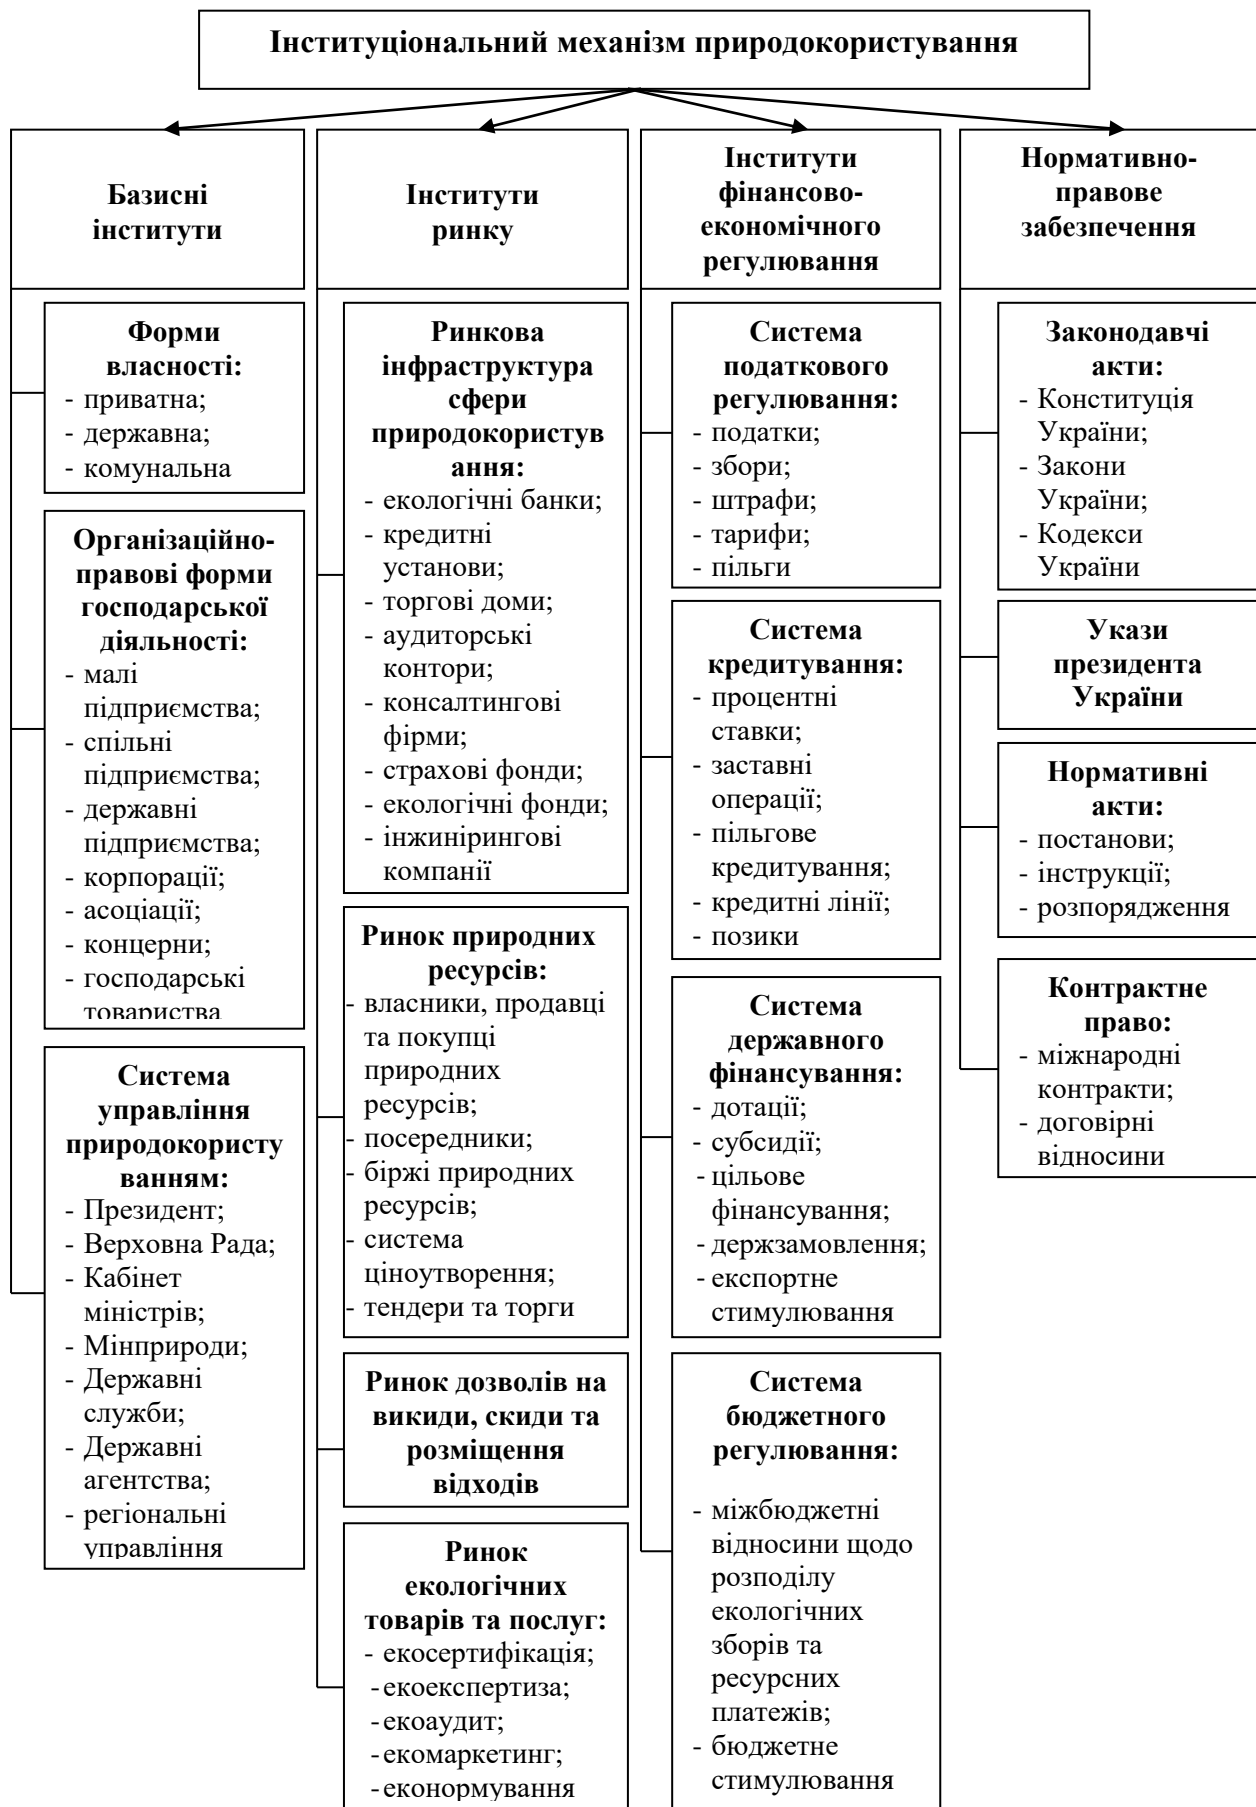 Інституціональний механізм природокористування
Базисні
інститути
Форми
власності:
- приватна;
- державна;
- комунальна
Організаційно-
правові форми
господарської
діяльності:
- малі
підприємства;
- спільні
підприємства;
- державні
підприємства;
- корпорації;
- асоціації;
- концерни;
- господарські
товариства
Система
управління
природокористу
ванням:
- Президент;
- Верховна Рада;
- Кабінет
міністрів;
- Мінприроди;
- Державні
служби;
- Державні
агентства;
- регіональні
управління
Інститути
ринку
Ринкова
інфраструктура
сфери
природокористув
ання:
- екологічні банки;
- кредитні
установи;
- торгові доми;
- аудиторські
контори;
- консалтингові
фірми;
- страхові фонди;
- екологічні фонди;
- інжинірингові
компанії
Ринок природних
ресурсів:
- власники, продавці
та покупці
природних
ресурсів;
- посередники;
- біржі природних
ресурсів;
- система
ціноутворення;
- тендери та торги
Ринок дозволів на
викиди, скиди та
розміщення
відходів
Ринок
екологічних
товарів та послуг:
- екосертифікація;
- екоекспертиза;
- екоаудит;
- екомаркетинг;
- еконормування
Інститути
фінансово-
економічного
регулювання
Система
податкового
регулювання:
- податки;
- збори;
- штрафи;
- тарифи;
- пільги
Система
кредитування:
- процентні
ставки;
- заставні
операції;
- пільгове
кредитування;
- кредитні лінії;
- позики
Система
державного
фінансування:
- дотації;
- субсидії;
- цільове
фінансування;
- держзамовлення;
- експортне
стимулювання
Система
бюджетного
регулювання:
- міжбюджетні
відносини щодо
розподілу
екологічних
зборів та
ресурсних
платежів;
- бюджетне
стимулювання
Нормативно-
правове
забезпечення
Законодавчі
акти:
- Конституція
України;
- Закони
України;
- Кодекси
України
Укази
президента
України
Нормативні
акти:
- постанови;
- інструкції;
- розпорядження
Контрактне
право:
- міжнародні
контракти;
- договірні
відносини